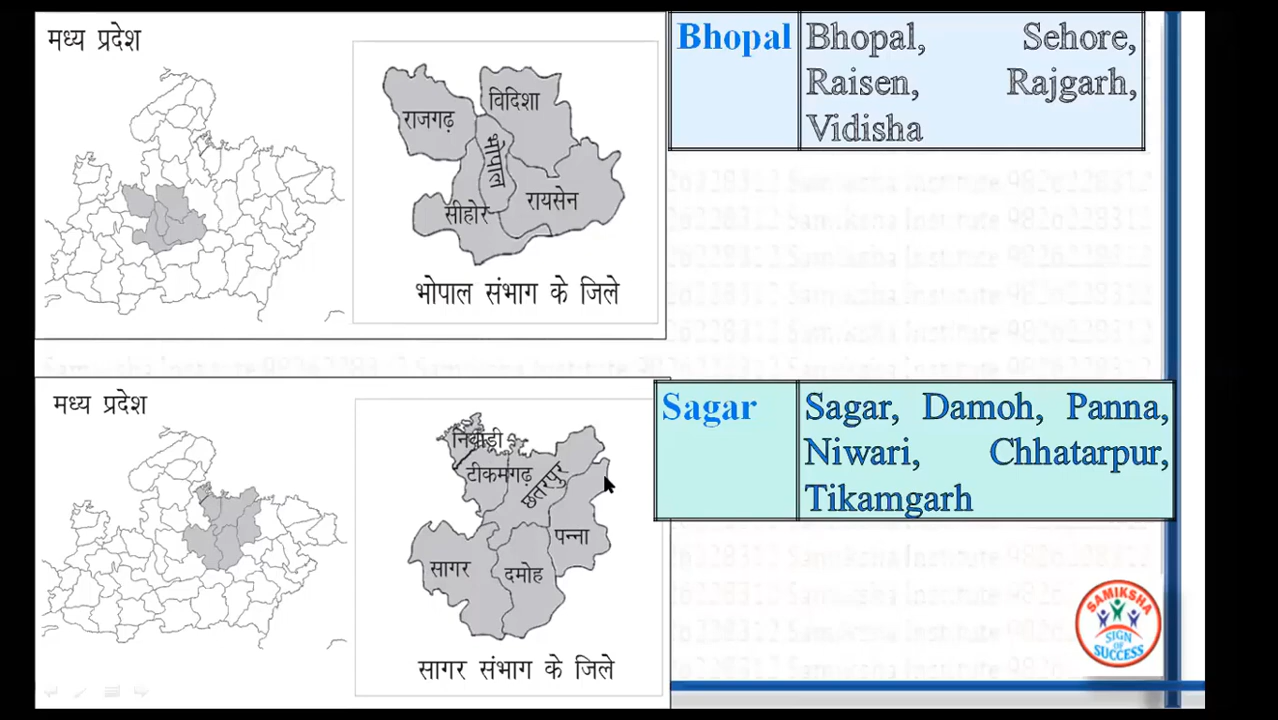 मध्य प्रदेश
राजगढ़
विदिशा
भोपाल
सीहोर
रायसेन
भोपाल संभाग के जिले
Bhopal
Bhopal, Sehore,
Raisen, Rajgarh,
Vidisha
मध्य प्रदेश
निवाड़ी
टीकमगढ़
छतरपुर
पन्ना
सागर
दमोह
सागर संभाग के जिले
Sagar
Sagar, Damoh, Panna,
Niwari, Chhatarpur,
Tikamgarh
SAMIKSHA
SIGN
OF
SUCCESS